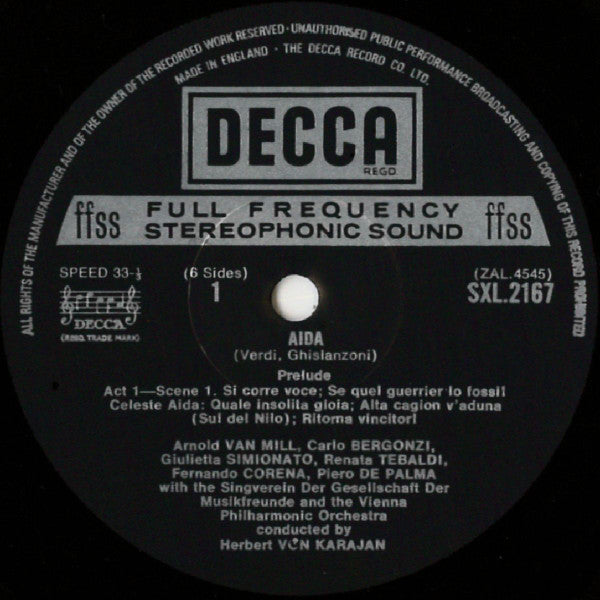 ALL RIGHTS OF THE MANUFACTURER AND OF THE OWNER OF THE RECORDED WORK RESERVED · UNAUTHORISED PUBLIC PERFORMANCE BROADCASTING AND COPYING OF THIS RECORD PROHIBITED
MADE IN ENGLAND · THE DECCA RECORD CO. LTD.
DECCA
REGD
ffss FULL FREQUENCY ffss
STEREOPHONIC SOUND
SPEED 33-⅓ (6 Sides) (ZAL.4545)
1 SXL.2167
DECCA
(REGD. TRADE MARK)
AIDA
(Verdi, Ghislanzoni)
Prelude
Act 1—Scene 1. Si corre voce; Se quel guerrier io fossi!
Celeste Aida: Quale insolita gioia; Alta cagion v'aduna
(Sul del Nilo); Ritorna vincitor!
Arnold VAN MILL, Carlo BERGONZI,
Giulietta SIMIONATO, Renata TEBALDI,
Fernando CORENA, Piero DE PALMA
with the Singverein Der Gesellschaft Der
Musikfreunde and the Vienna
Philharmonic Orchestra
conducted by
Herbert VON KARAJAN